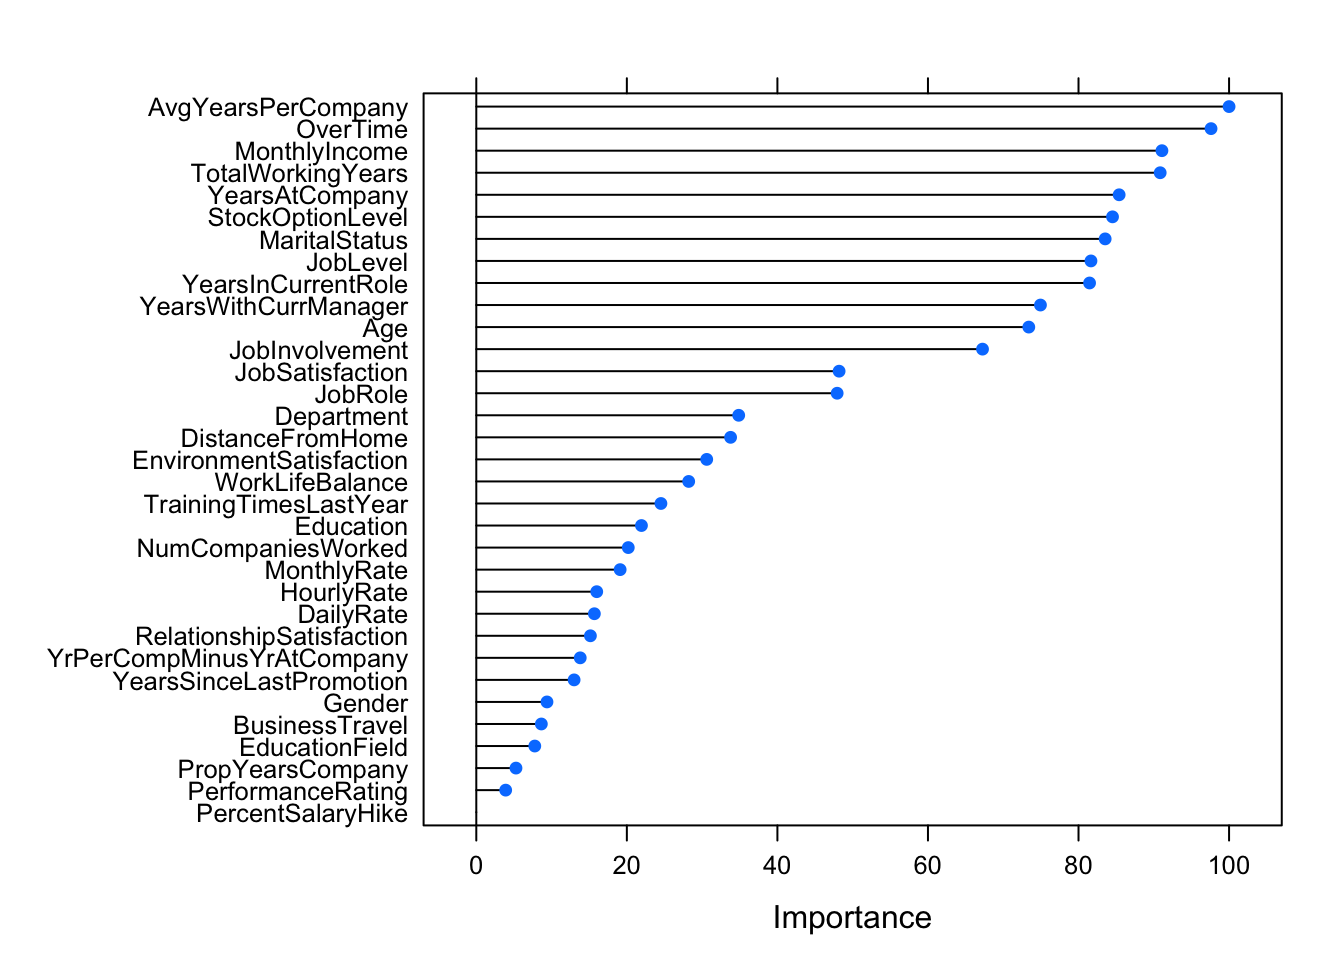 AvgYearsPerCompany
OverTime
MonthlyIncome
TotalWorkingYears
YearsAtCompany
StockOptionLevel
MaritalStatus
JobLevel
YearsInCurrentRole
YearsWithCurrManager
Age
JobInvolvement
JobSatisfaction
JobRole
Department
DistanceFromHome
EnvironmentSatisfaction
WorkLifeBalance
TrainingTimesLastYear
Education
NumCompaniesWorked
MonthlyRate
HourlyRate
DailyRate
RelationshipSatisfaction
YrPerCompMinusYrAtCompany
YearsSinceLastPromotion
Gender
BusinessTravel
EducationField
PropYearsCompany
PerformanceRating
PercentSalaryHike
0 20 40 60 80 100
Importance